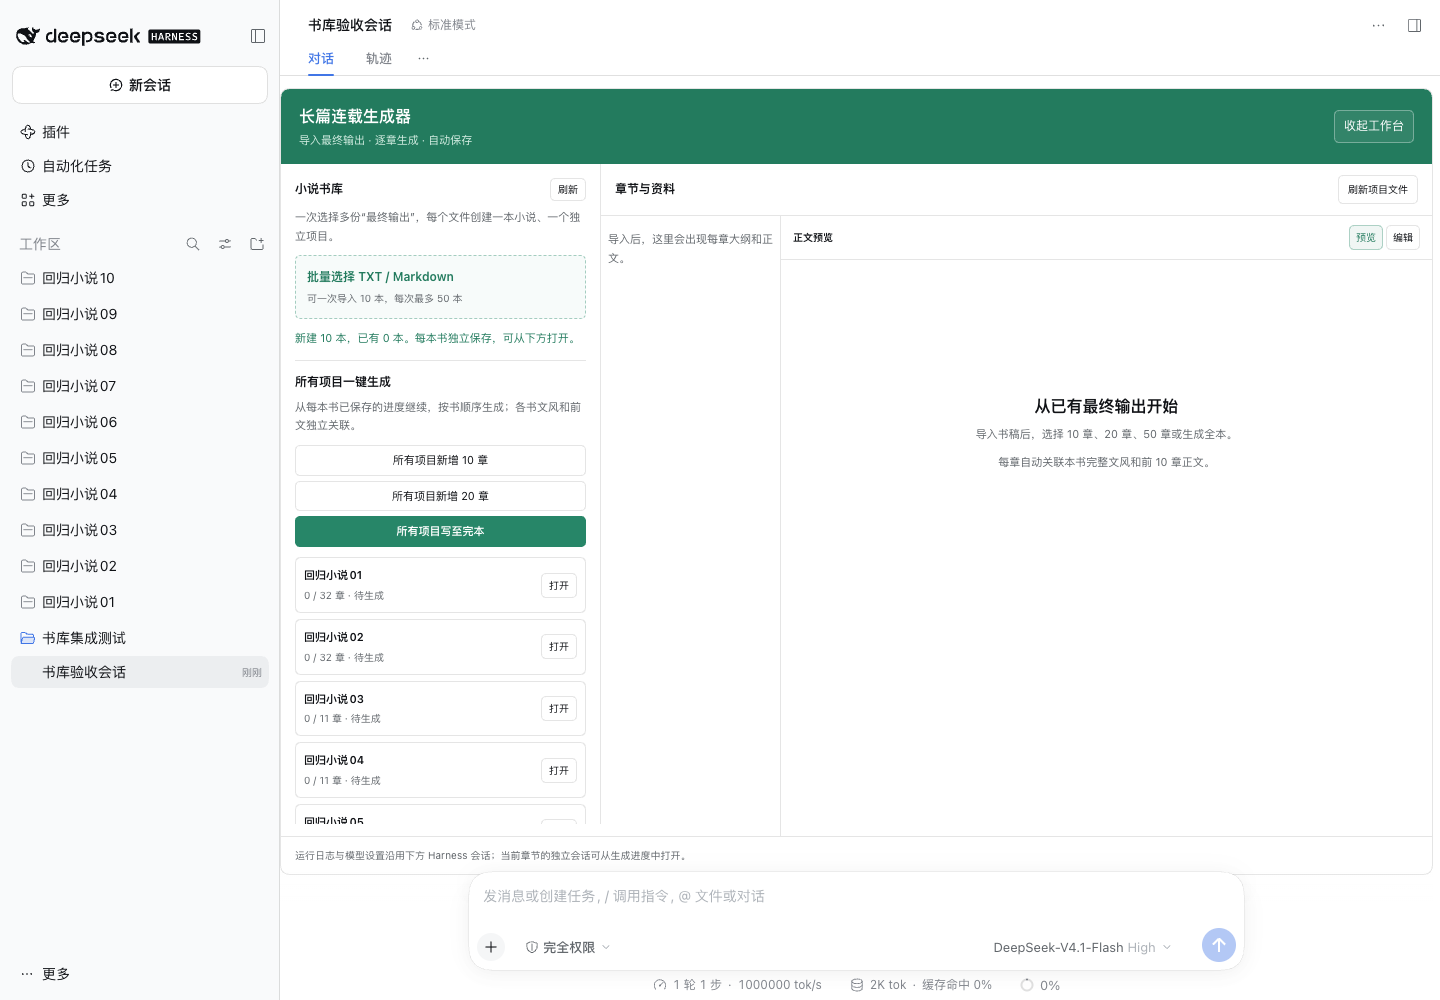 deepseek HARNESS
新会话
插件
自动化任务
更多
工作区
回归小说10
回归小说09
回归小说08
回归小说07
回归小说06
回归小说05
回归小说04
回归小说03
回归小说02
回归小说01
书库集成测试
书库验收会话 刚刚
··· 更多
书库验收会话 标准模式 ···
对话 轨迹 ···
长篇连载生成器
导入最终输出 · 逐章生成 · 自动保存
收起工作台
小说书库 刷新
一次选择多份“最终输出”，每个文件创建一本小说、一个独
立项目。
批量选择 TXT / Markdown
可一次导入 10 本，每次最多 50 本
新建 10 本，已有 0 本。每本书独立保存，可从下方打开。
所有项目一键生成
从每本书已保存的进度继续，按书顺序生成；各书文风和前
文独立关联。
所有项目新增 10 章
所有项目新增 20 章
所有项目写至完本
回归小说01
0 / 32 章 · 待生成
打开
回归小说02
0 / 32 章 · 待生成
打开
回归小说03
0 / 11 章 · 待生成
打开
回归小说04
0 / 11 章 · 待生成
打开
回归小说05
章节与资料 刷新项目文件
导入后，这里会出现每章大纲和正
文。
正文预览 预览 编辑
从已有最终输出开始
导入书稿后，选择 10 章、20 章、50 章或生成全本。
每章自动关联本书完整文风和前 10 章正文。
运行日志与模型设置沿用下方 Harness 会话；当前章节的独立会话可从生成进度中打开。
发消息或创建任务, / 调用指令, @ 文件或对话
完全权限 DeepSeek-V4.1-Flash High
1 轮 1 步 · 1000000 tok/s 2K tok · 缓存命中 0% 0%